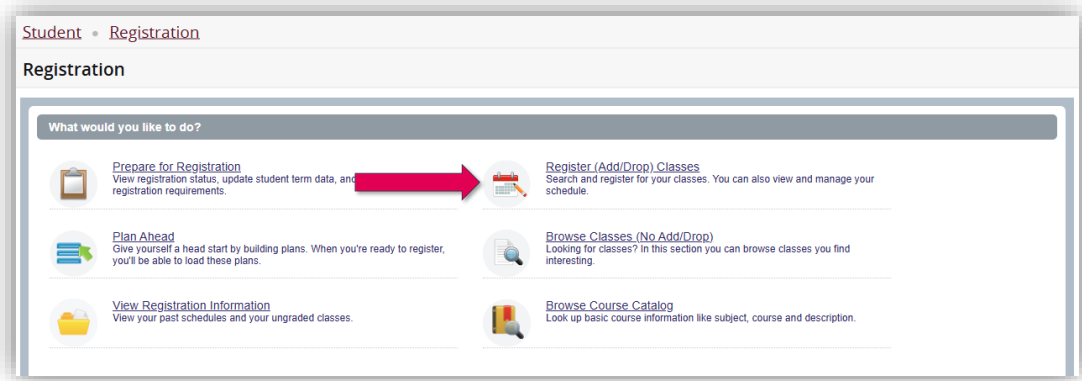 Student • Registration
Registration
What would you like to do?
Prepare for Registration
View registration status, update student term data, and
registration requirements.
Register (Add/Drop) Classes
Search and register for your classes. You can also view and manage your
schedule.
Plan Ahead
Give yourself a head start by building plans. When you're ready to register,
you'll be able to load these plans.
Browse Classes (No Add/Drop)
Looking for classes? In this section you can browse classes you find
interesting.
View Registration Information
View your past schedules and your ungraded classes.
Browse Course Catalog
Look up basic course information like subject, course and description.